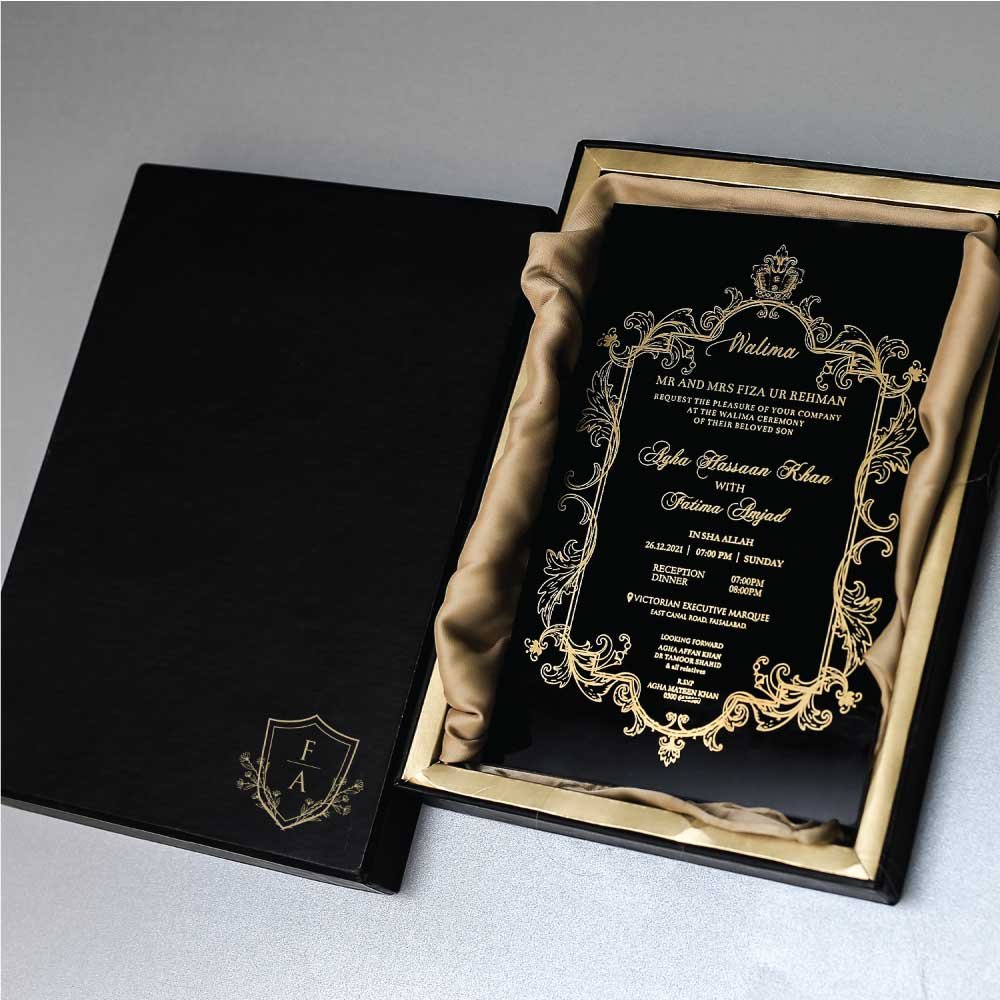 F
A
Walima
MR AND MRS FIZA UR REHMAN
REQUEST THE PLEASURE OF YOUR COMPANY
AT THE WALIMA CEREMONY
OF THEIR BELOVED SON
Agha Hassaan Khan
WITH
Fatima Amjad
IN SHA ALLAH
26.12.2021 | 07:00 PM | SUNDAY
RECEPTION 07:00PM
DINNER 08:00PM
VICTORIAN EXECUTIVE MARQUEE
EAST CANAL ROAD, FAISALABAD.
LOOKING FORWARD
AGHA AFFAN KHAN
DR TAMOOR SHAHID
& all relatives
R.S.V.P
AGHA MATEEN KHAN
0300